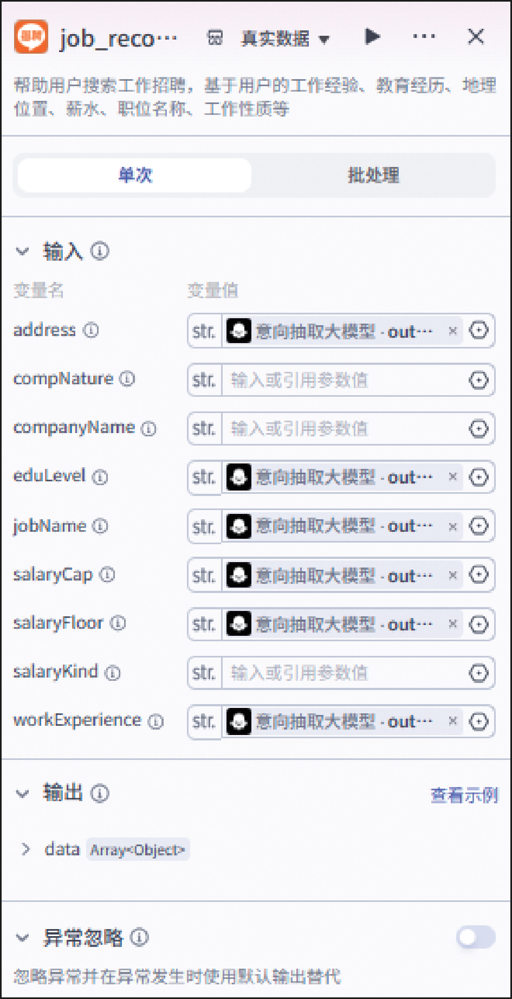 招聘
job_reco···
真实数据
帮助用户搜索工作招聘，基于用户的工作经验、教育经历、地理
位置、薪水、职位名称、工作性质等
单次
批处理
输入
变量名 变量值
address str. 意向抽取大模型 · out···
compNature str. 输入或引用参数值
companyName str. 输入或引用参数值
eduLevel str. 意向抽取大模型 · out···
jobName str. 意向抽取大模型 · out···
salaryCap str. 意向抽取大模型 · out···
salaryFloor str. 意向抽取大模型 · out···
salaryKind str. 输入或引用参数值
workExperience str. 意向抽取大模型 · out···
输出 查看示例
data Array<Object>
异常忽略
忽略异常并在异常发生时使用默认输出替代